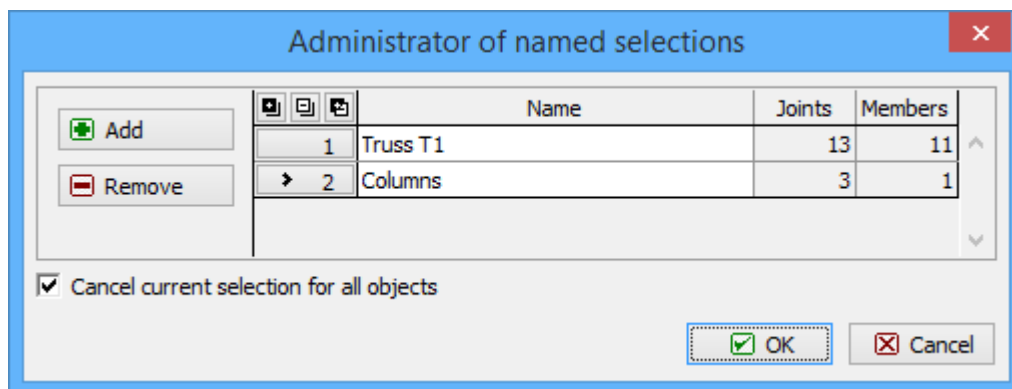 Administrator of named selections
Add
Remove
Name Joints Members
1 Truss T1 13 11
2 Columns 3 1
Cancel current selection for all objects
OK Cancel